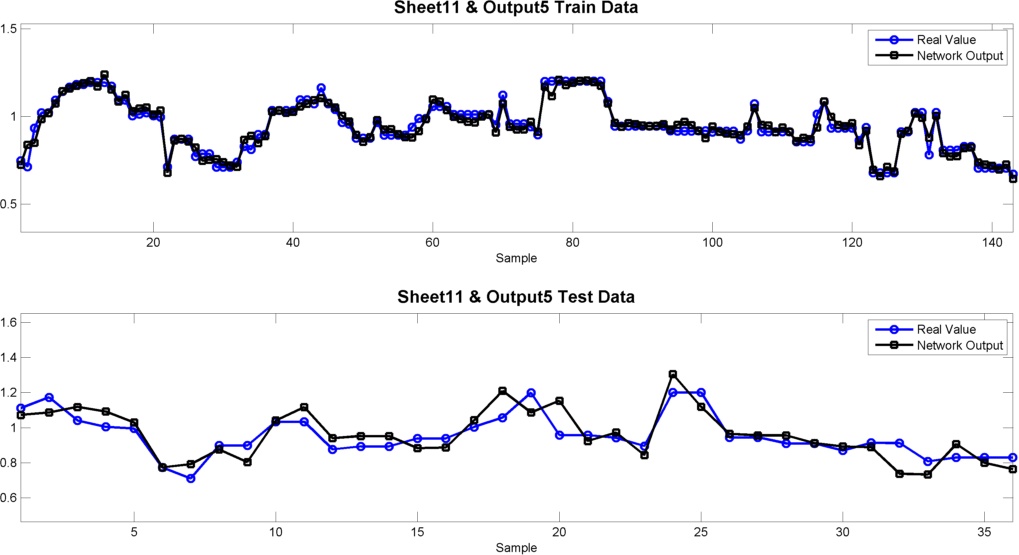 Sheet11 & Output5 Train Data
1.5
1
0.5
Real Value
Network Output
20 40 60 80 100 120 140
Sample
Sheet11 & Output5 Test Data
1.6
1.4
1.2
1
0.8
0.6
Real Value
Network Output
5 10 15 20 25 30 35
Sample